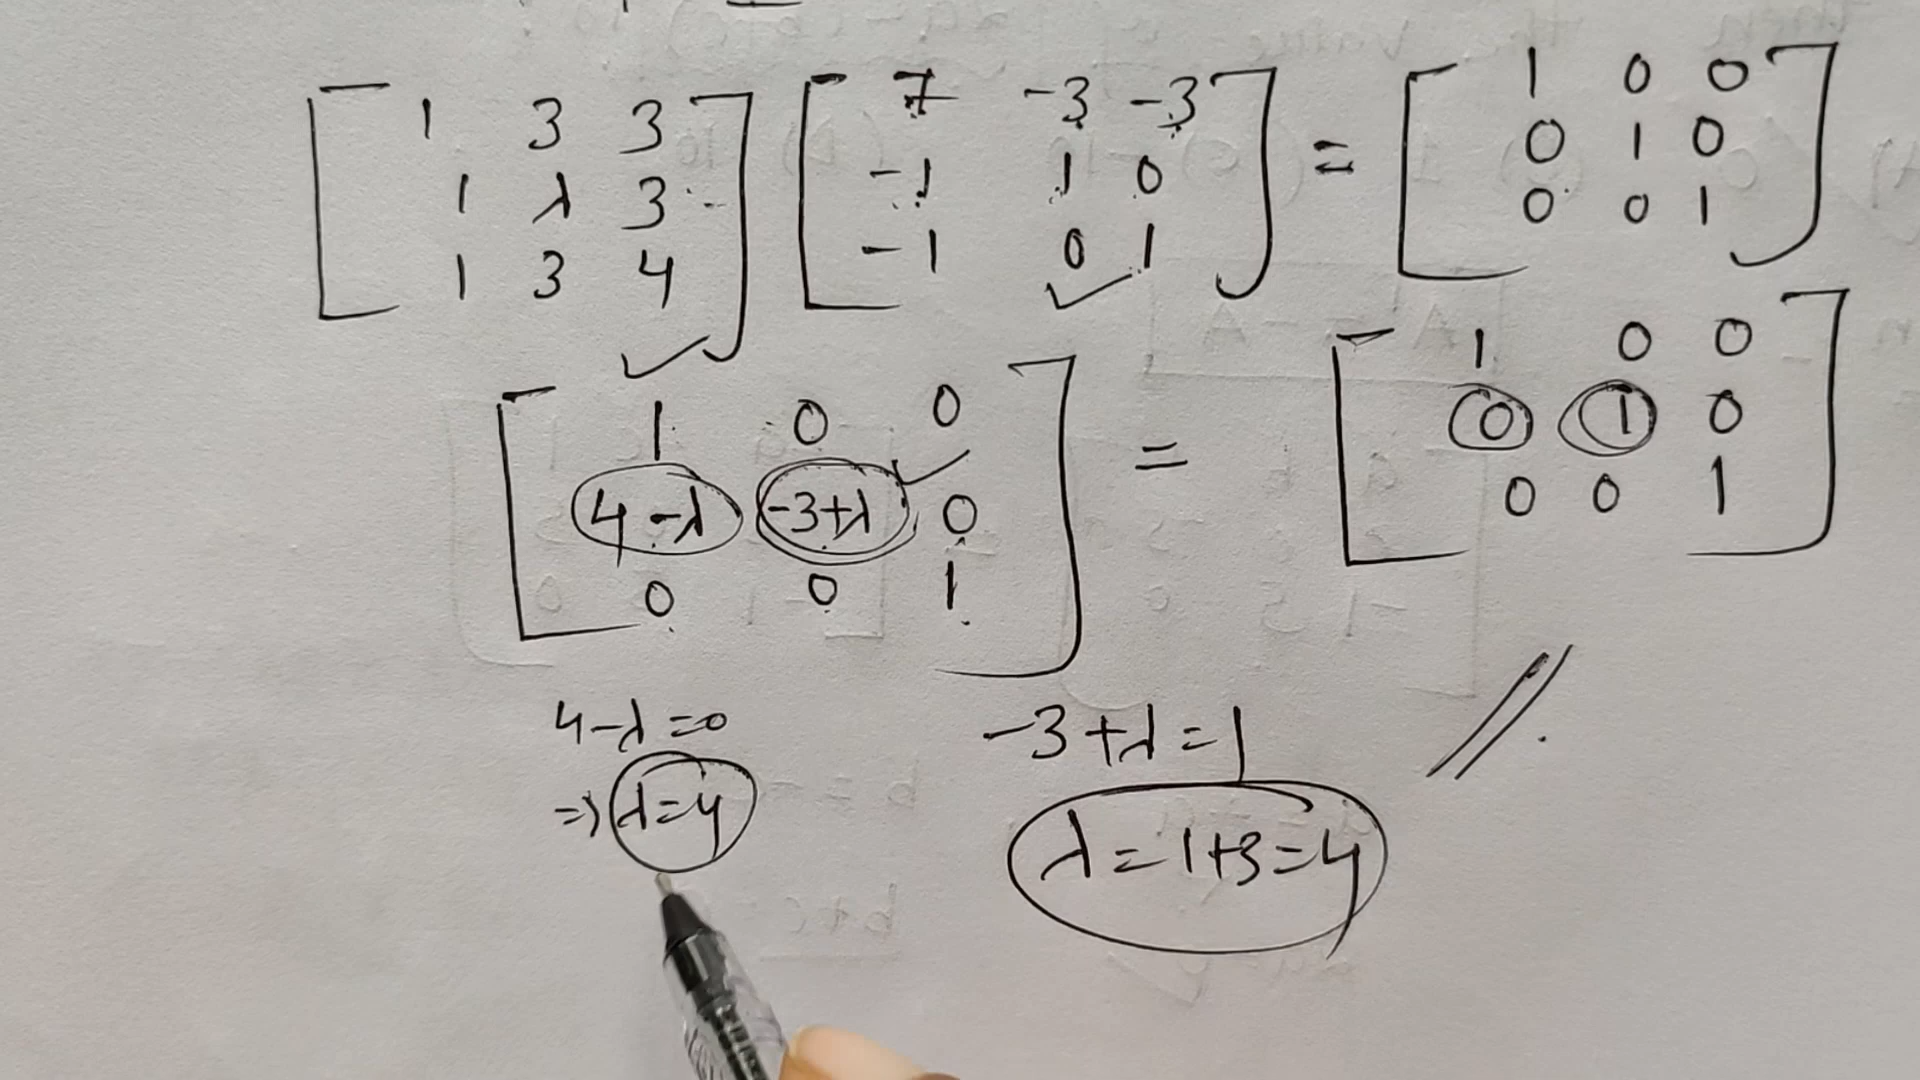 [1 3 3] [7 -3 -3] = [1 0 0]
[1 λ 3] [-1 1 0] [0 1 0]
[1 3 4] [-1 0 1] [0 0 1]
[1 0 0] = [1 0 0]
[4-λ -3+λ 0] [0 1 0]
[0 0 1] [0 0 1]
4-λ=0 -3+λ=1
⇒ λ=4 λ=1+3=4